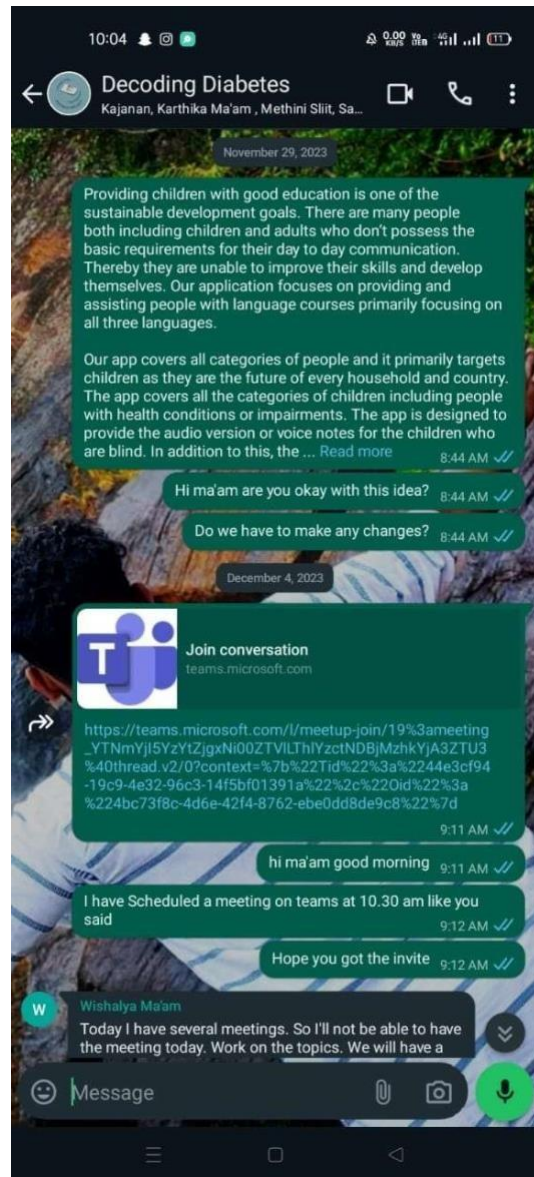 10:04
0.00 KB/S
Vo LTE
4G
11
Decoding Diabetes
Kajanan, Karthika Ma'am , Methini Sliit, Sa...
November 29, 2023
Providing children with good education is one of the
sustainable development goals. There are many people
both including children and adults who don't possess the
basic requirements for their day to day communication.
Thereby they are unable to improve their skills and develop
themselves. Our application focuses on providing and
assisting people with language courses primarily focusing on
all three languages.
Our app covers all categories of people and it primarily targets
children as they are the future of every household and country.
The app covers all the categories of children including people
with health conditions or impairments. The app is designed to
provide the audio version or voice notes for the children who
are blind. In addition to this, the ... Read more
8:44 AM
Hi ma'am are you okay with this idea? 8:44 AM
Do we have to make any changes? 8:44 AM
December 4, 2023
T
Join conversation
teams.microsoft.com
https://teams.microsoft.com/l/meetup-join/19%3ameeting
_YTNmYjI5YzYtZjgxNi00ZTVlLThlYzctNDBjMzhkYjA3ZTU3
%40thread.v2/0?context=%7b%22Tid%22%3a%2244e3cf94
-19c9-4e32-96c3-14f5bf01391a%22%2c%22Oid%22%3a
%224bc73f8c-4d6e-42f4-8762-ebe0dd8de9c8%22%7d
9:11 AM
hi ma'am good morning 9:11 AM
I have Scheduled a meeting on teams at 10.30 am like you
said
9:12 AM
Hope you got the invite 9:12 AM
W
Wishalya Ma'am
Today I have several meetings. So I'll not be able to have
the meeting today. Work on the topics. We will have a
Message